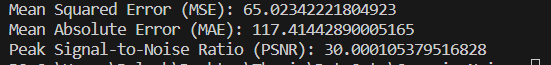 Mean Squared Error (MSE): 65.02342221804923
Mean Absolute Error (MAE): 117.41442890005165
Peak Signal-to-Noise Ratio (PSNR): 30.000105379516828